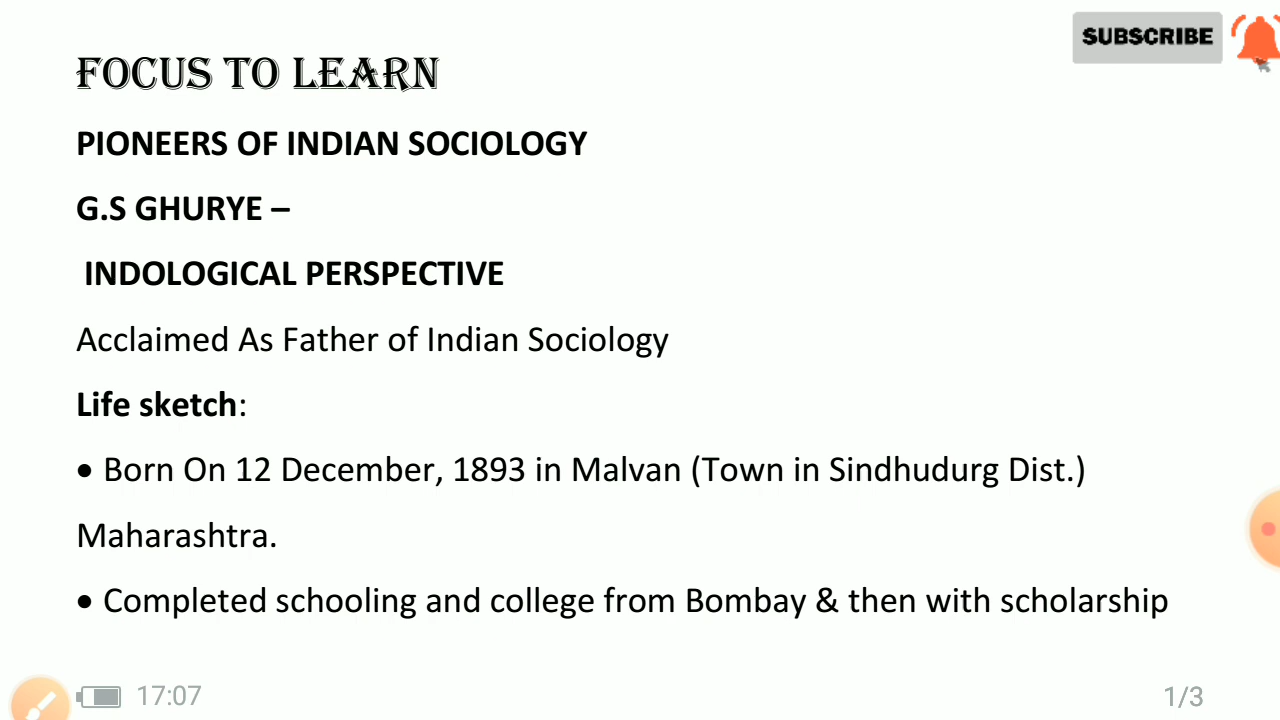 SUBSCRIBE
FOCUS TO LEARN
PIONEERS OF INDIAN SOCIOLOGY
G.S GHURYE –
INDOLOGICAL PERSPECTIVE
Acclaimed As Father of Indian Sociology
Life sketch:
• Born On 12 December, 1893 in Malvan (Town in Sindhudurg Dist.)
Maharashtra.
• Completed schooling and college from Bombay & then with scholarship
17:07
1/3